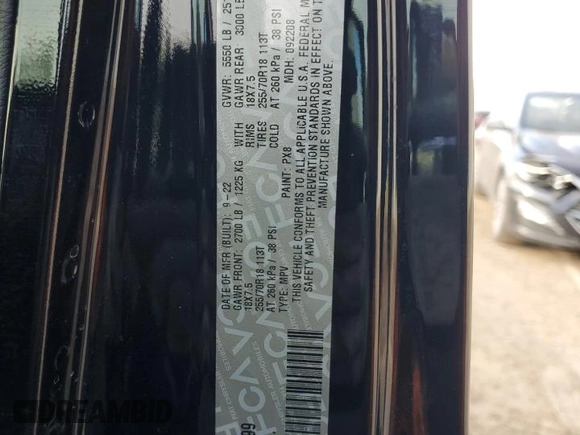 DATE OF MFR (BUILT): 9-22 GVWR: 5550 LB / 25
GAWR FRONT: 2700 LB / 1225 KG WITH GAWR REAR 3000 LB
18X7.5 RIMS 18X7.5
255/70R18 113T TIRES 255/70R18 113T
AT 260 kPa / 38 PSI COLD AT 260 kPa / 38 PSI
TYPE: MPV PAINT: PX8 MDH: 092208
THIS VEHICLE CONFORMS TO ALL APPLICABLE U.S.A. FEDERAL M
SAFETY AND THEFT PREVENTION STANDARDS IN EFFECT ON T
MANUFACTURE SHOWN ABOVE.
99
DREAMBID